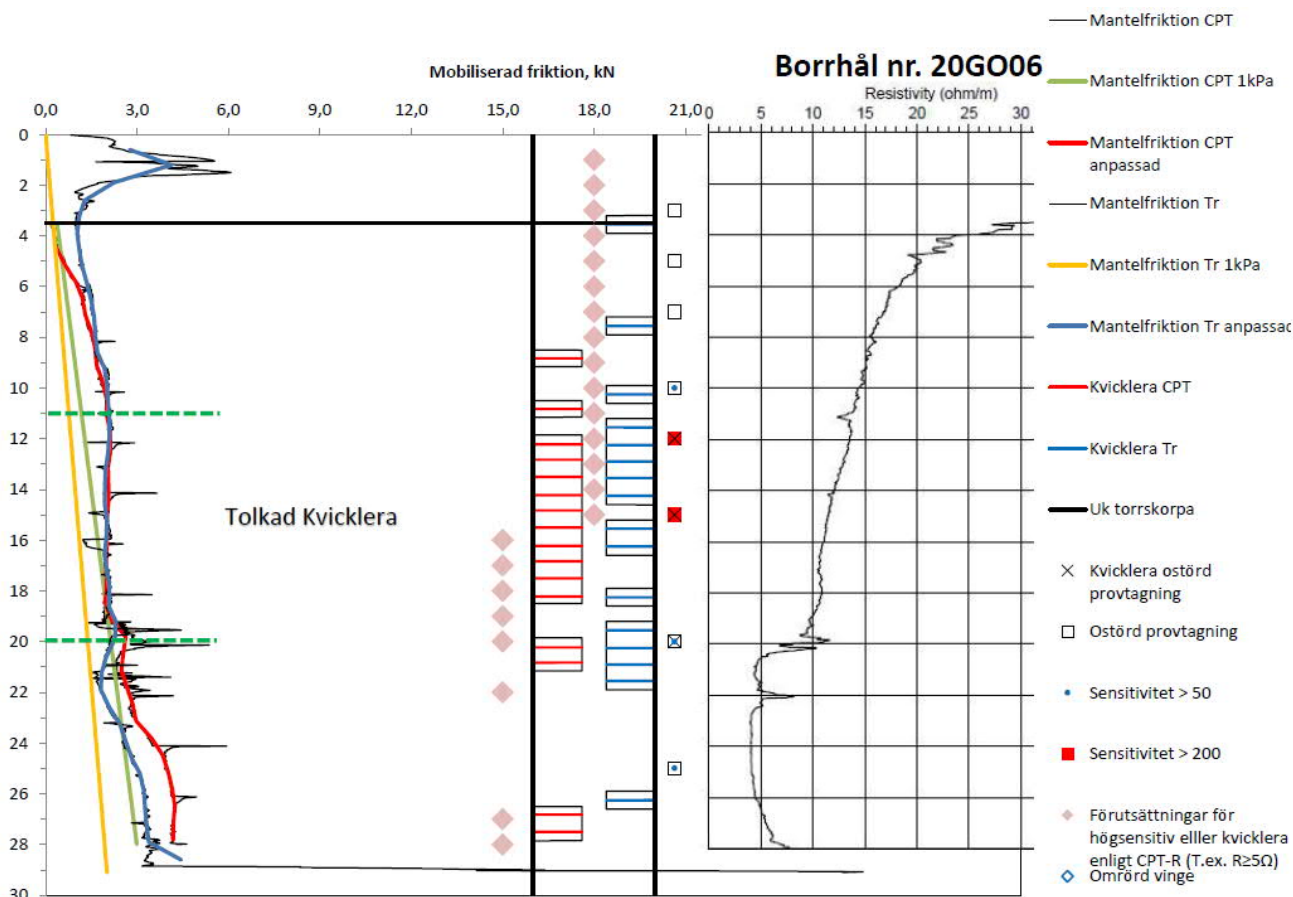 Mobiliserad friktion, kN
Borrhål nr. 20GO06
Resistivity (ohm/m)
0,0 3,0 6,0 9,0 12,0 15,0 18,0 21,0
0 5 10 15 20 25 30
0
2
4
6
8
10
12
14
16
18
20
22
24
26
28
30
Tolkad Kvicklera
Mantelfriktion CPT
Mantelfriktion CPT 1kPa
Mantelfriktion CPT
anpassad
Mantelfriktion Tr
Mantelfriktion Tr 1kPa
Mantelfriktion Tr anpassad
Kvicklera CPT
Kvicklera Tr
Uk torrskorpa
Kvicklera ostörd
provtagning
Ostörd provtagning
Sensitivitet > 50
Sensitivitet > 200
Förutsättningar för
högsensitiv elller kvicklera
enligt CPT-R (T.ex. R≥5Ω)
Omrörd vinge